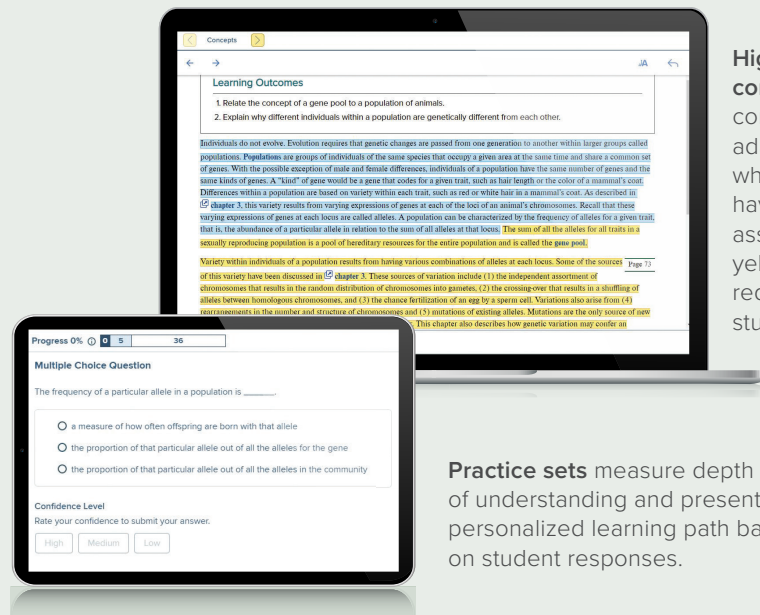 Concepts
Learning Outcomes
1. Relate the concept of a gene pool to a population of animals.
2. Explain why different individuals within a population are genetically different from each other.
Individuals do not evolve. Evolution requires that genetic changes are passed from one generation to another within larger groups called
populations. Populations are groups of individuals of the same species that occupy a given area at the same time and share a common set
of genes. With the possible exception of male and female differences, individuals of a population have the same number of genes and the
same kinds of genes. A "kind" of gene would be a gene that codes for a given trait, such as hair length or the color of a mammal's coat.
Differences within a population are based on variety within each trait, such as red or white hair in a mammal's coat. As described in
chapter 3, this variety results from varying expressions of genes at each of the loci of an animal's chromosomes. Recall that these
varying expressions of genes at each locus are called alleles. A population can be characterized by the frequency of alleles for a given trait,
that is, the abundance of a particular allele in relation to the sum of all alleles at that locus. The sum of all the alleles for all traits in a
sexually reproducing population is a pool of hereditary resources for the entire population and is called the gene pool.
Variety within individuals of a population results from having various combinations of alleles at each locus. Some of the sources
Page 73
of this variety have been discussed in chapter 3. These sources of variation include (1) the independent assortment of
chromosomes that results in the random distribution of chromosomes into gametes, (2) the crossing-over that results in a shuffling of
alleles between homologous chromosomes, and (3) the chance fertilization of an egg by a sperm cell. Variations also arise from (4)
rearrangements in the number and structure of chromosomes and (5) mutations of existing alleles. Mutations are the only source of new
This chapter also describes how genetic variation may confer an
Progress 0% 0 5 36
Multiple Choice Question
The frequency of a particular allele in a population is ______.
a measure of how often offspring are born with that allele
the proportion of that particular allele out of all the alleles for the gene
the proportion of that particular allele out of all the alleles in the community
Confidence Level
Rate your confidence to submit your answer.
High Medium Low
Practice sets measure depth
of understanding and present
personalized learning path ba
on student responses.